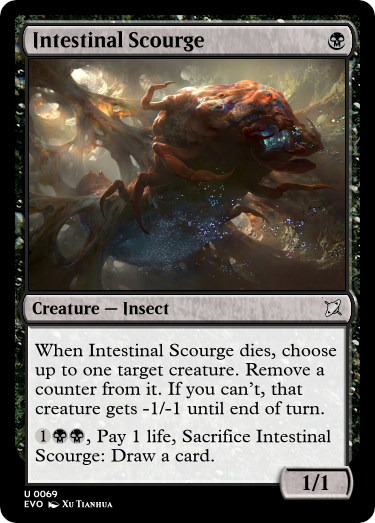 Intestinal Scourge
Creature — Insect
When Intestinal Scourge dies, choose
up to one target creature. Remove a
counter from it. If you can't, that
creature gets -1/-1 until end of turn.
1, Pay 1 life, Sacrifice Intestinal
Scourge: Draw a card.
1/1
U 0069
EVO Xu Tianhua